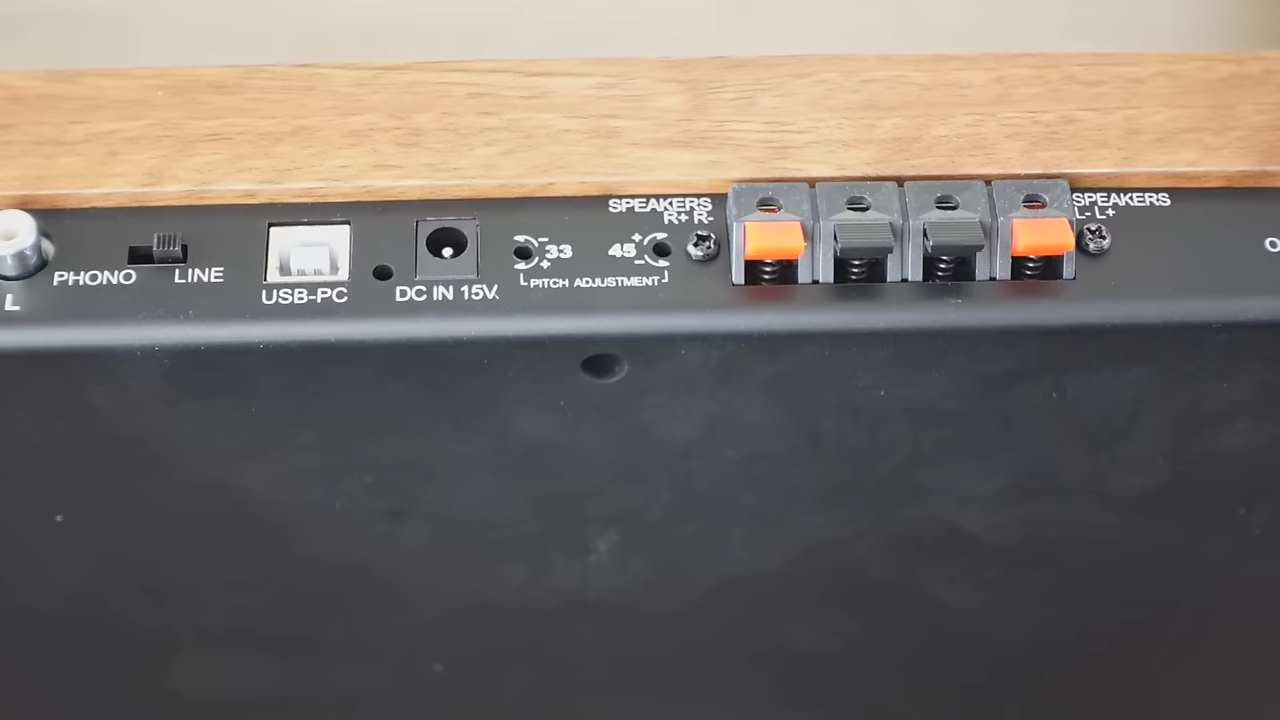 L
PHONO
LINE
USB-PC
DC IN 15V
- 33
+
+
45
-
PITCH ADJUSTMENT
SPEAKERS
R+ R-
SPEAKERS
L- L+
O